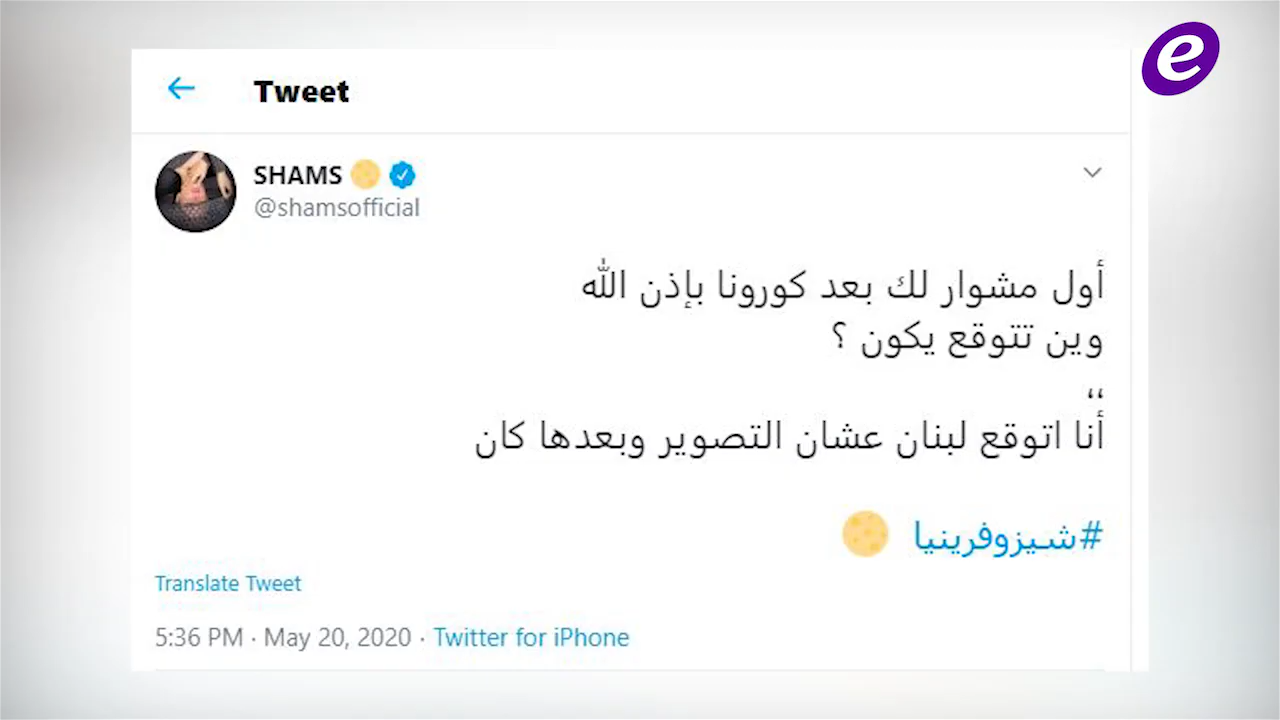 e
Tweet
SHAMS
@shamsofficial
أول مشوار لك بعد كورونا بإذن الله
وين تتوقع يكون ؟
،،
أنا اتوقع لبنان عشان التصوير وبعدها كان
#شيزوفرينيا
Translate Tweet
5:36 PM · May 20, 2020 · Twitter for iPhone